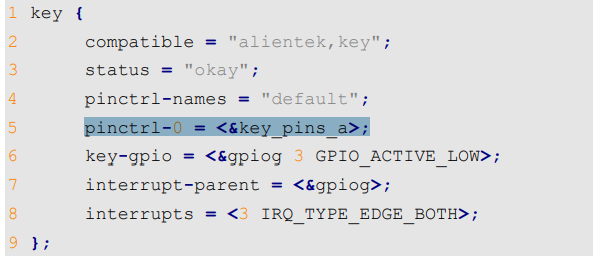 1 key {
2 compatible = "alientek,key";
3 status = "okay";
4 pinctrl-names = "default";
5 pinctrl-0 = <&key_pins_a>;
6 key-gpio = <&gpiog 3 GPIO_ACTIVE_LOW>;
7 interrupt-parent = <&gpiog>;
8 interrupts = <3 IRQ_TYPE_EDGE_BOTH>;
9 };